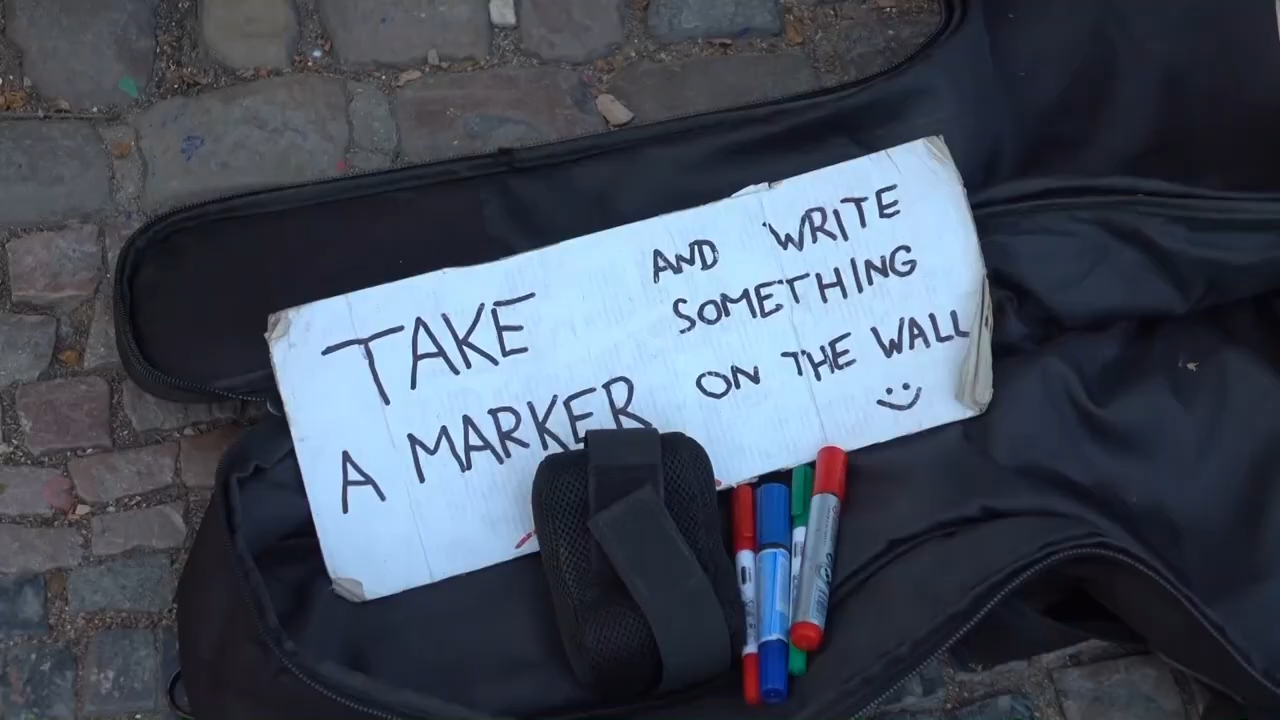 TAKE
A MARKER
AND WRITE
SOMETHING
ON THE WALL